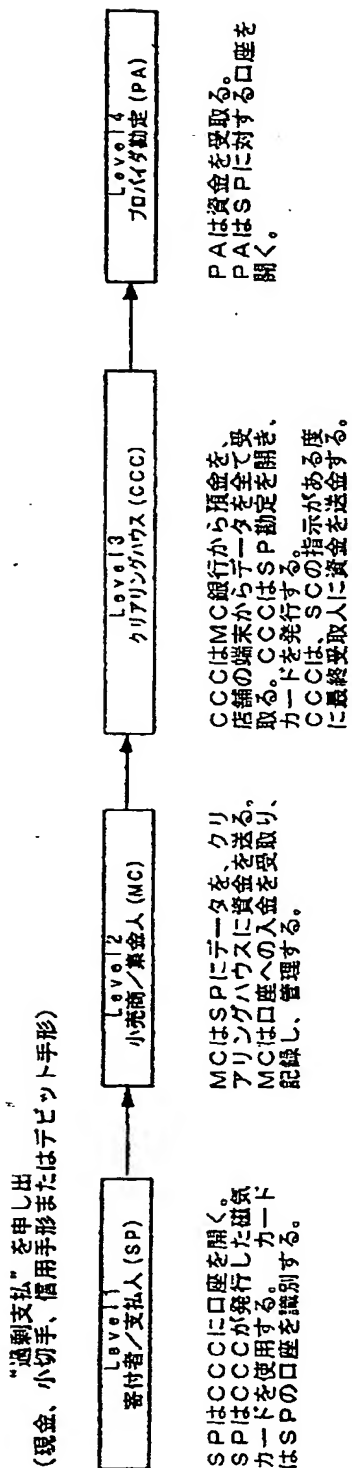 "過剰支払"を申し出
(現金、小切手、信用手形またはデビット手形)
Level1
寄付者/支払人(SP)
SPはCCCに口座を開く。
SPはCCCが発行した磁気
カードを使用する。 カード
はSPの口座を識別する。
Level2
小売商/集金人(MC)
MCはSPにデータを、クリ
アリングハウスに資金を送る。
MCは口座への入金を受取り、
記録し、管理する。
Level3
クリアリングハウス(CCC)
CCCはMC銀行から預金を、
店舗の端末からデータを全て受
取る。CCCはSP勘定を開き、
カードを発行する。
CCCは、SCの指示がある度
に最終受取人に資金を送金する。
Level4
プロバイダ勘定(PA)
PAは資金を受取る。
PAはSPに対する口座を
開く。